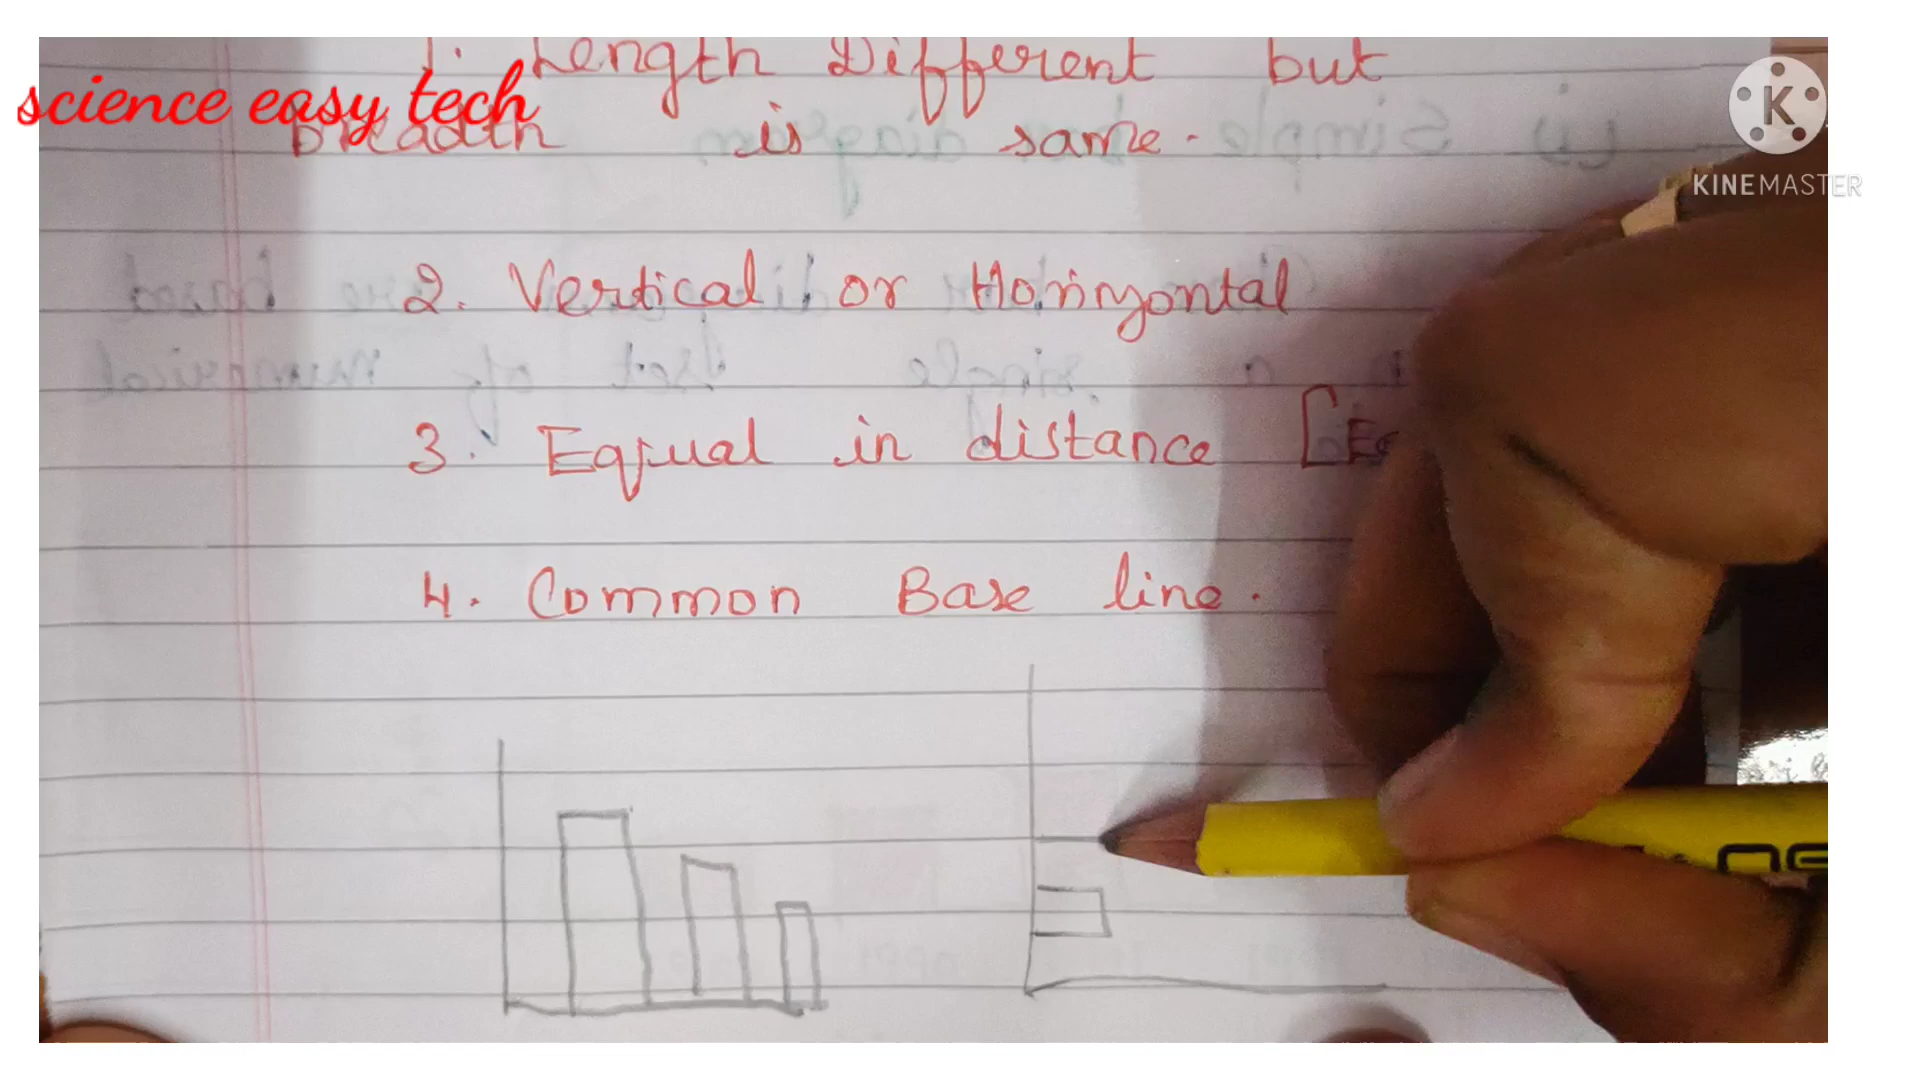 1. Length Different but
science easy tech
breadth is same.
KINEMASTER
2. Vertical or Horizontal
3. Equal in distance [
4. Common Base line.